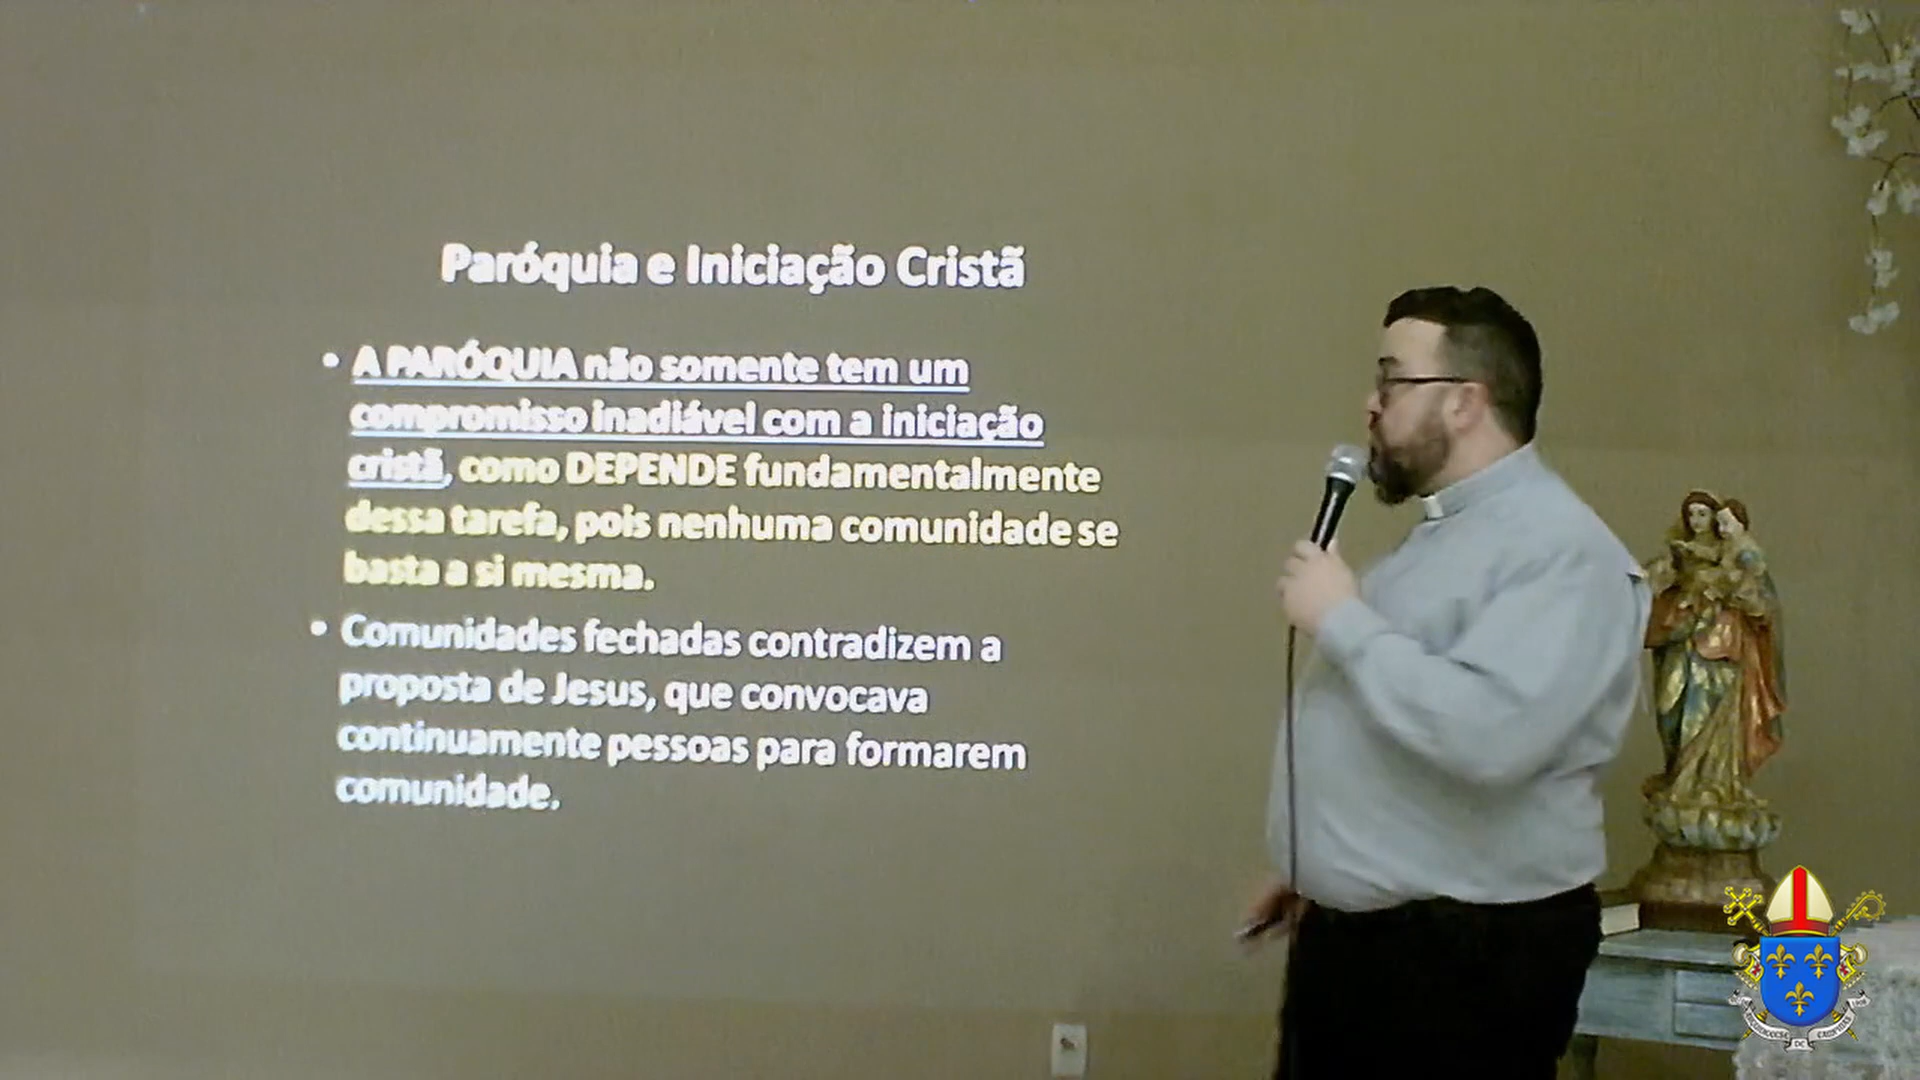 Paróquia e Iniciação Cristã
• A PARÓQUIA não somente tem um
compromisso inadiável com a iniciação
cristã, como DEPENDE fundamentalmente
dessa tarefa, pois nenhuma comunidade se
basta a si mesma.
• Comunidades fechadas contradizem a
proposta de Jesus, que convocava
continuamente pessoas para formarem
comunidade.